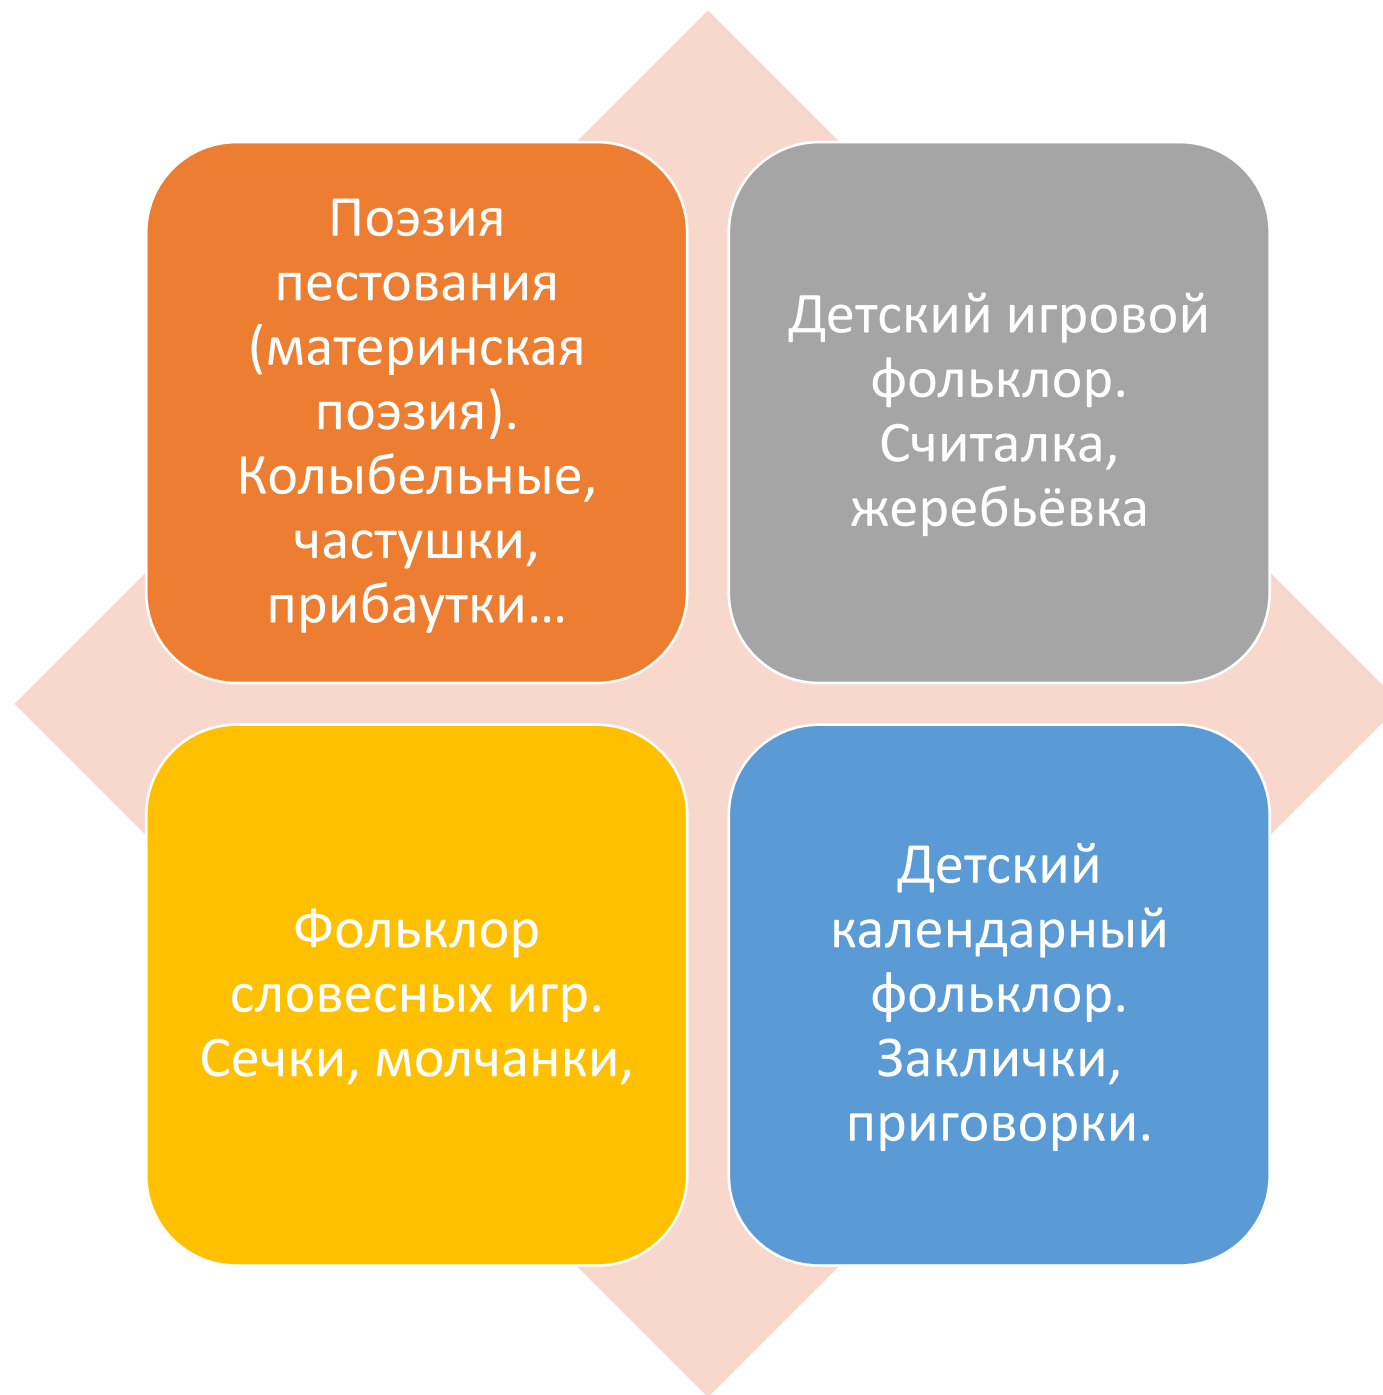 Поэзия
пестования
(материнская
поэзия).
Колыбельные,
частушки,
прибаутки...
Детский игровой
фольклор.
Считалка,
жеребьёвка
Фольклор
словесных игр.
Сечки, молчанки,
Детский
календарный
фольклор.
Заклички,
приговорки.